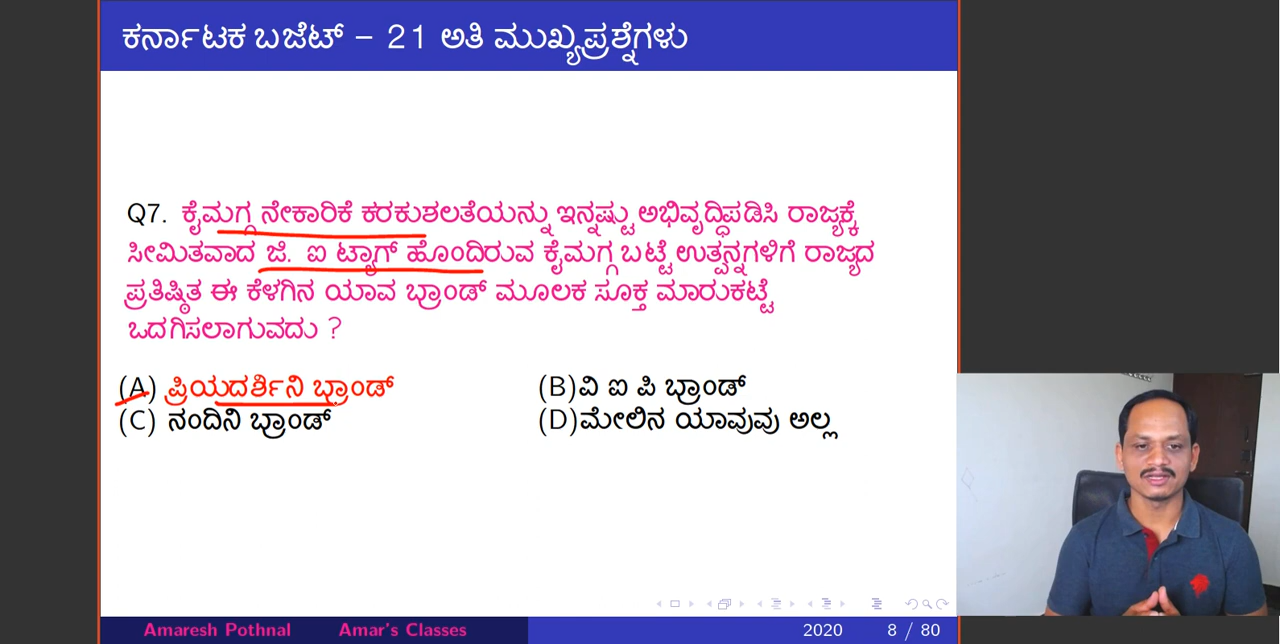 ಕರ್ನಾಟಕ ಬಜೆಟ್ – 21 ಅತಿ ಮುಖ್ಯಪ್ರಶ್ನೆಗಳು
Q7. ಕೈಮಗ್ಗ ನೇಕಾರಿಕೆ ಕರಕುಶಲತೆಯನ್ನು ಇನ್ನಷ್ಟು ಅಭಿವೃದ್ಧಿಪಡಿಸಿ ರಾಜ್ಯಕ್ಕೆ
ಸೀಮಿತವಾದ ಜಿ. ಐ ಟ್ಯಾಗ್ ಹೊಂದಿರುವ ಕೈಮಗ್ಗ ಬಟ್ಟೆ ಉತ್ಪನ್ನಗಳಿಗೆ ರಾಜ್ಯದ
ಪ್ರತಿಷ್ಠಿತ ಈ ಕೆಳಗಿನ ಯಾವ ಬ್ರಾಂಡ್ ಮೂಲಕ ಸೂಕ್ತ ಮಾರುಕಟ್ಟೆ
ಒದಗಿಸಲಾಗುವದು ?
(A) ಪ್ರಿಯದರ್ಶಿನಿ ಬ್ರಾಂಡ್ (B)ವಿ ಐ ಪಿ ಬ್ರಾಂಡ್
(C) ನಂದಿನಿ ಬ್ರಾಂಡ್ (D)ಮೇಲಿನ ಯಾವುವು ಅಲ್ಲ
Amaresh Pothnal Amar's Classes 2020 8 / 80